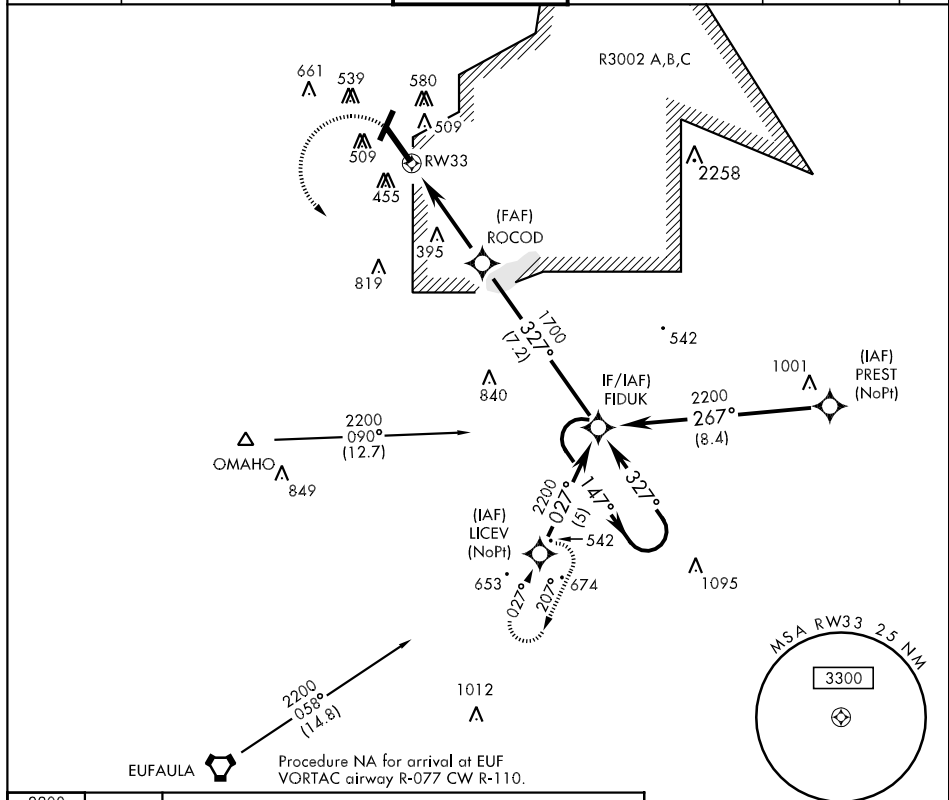 R3002 A,B,C
661
539
580
509
509
RW33
2258
455
(FAF)
ROCOD
395
819
1700
327°
(7.2)
542
840
IF/IAF)
FIDUK
1001
(IAF)
PREST
(NoPt)
2200
267°
(8.4)
2200
090°
(12.7)
OMAHO
849
2200
027°
(5)
147°
327°
(IAF)
LICEV
(NoPt)
542
653
674
027°
207°
1095
MSA RW33 25 NM
3300
2200
058°
(14.8)
1012
EUFAULA
Procedure NA for arrival at EUF
VORTAC airway R-077 CW R-110.